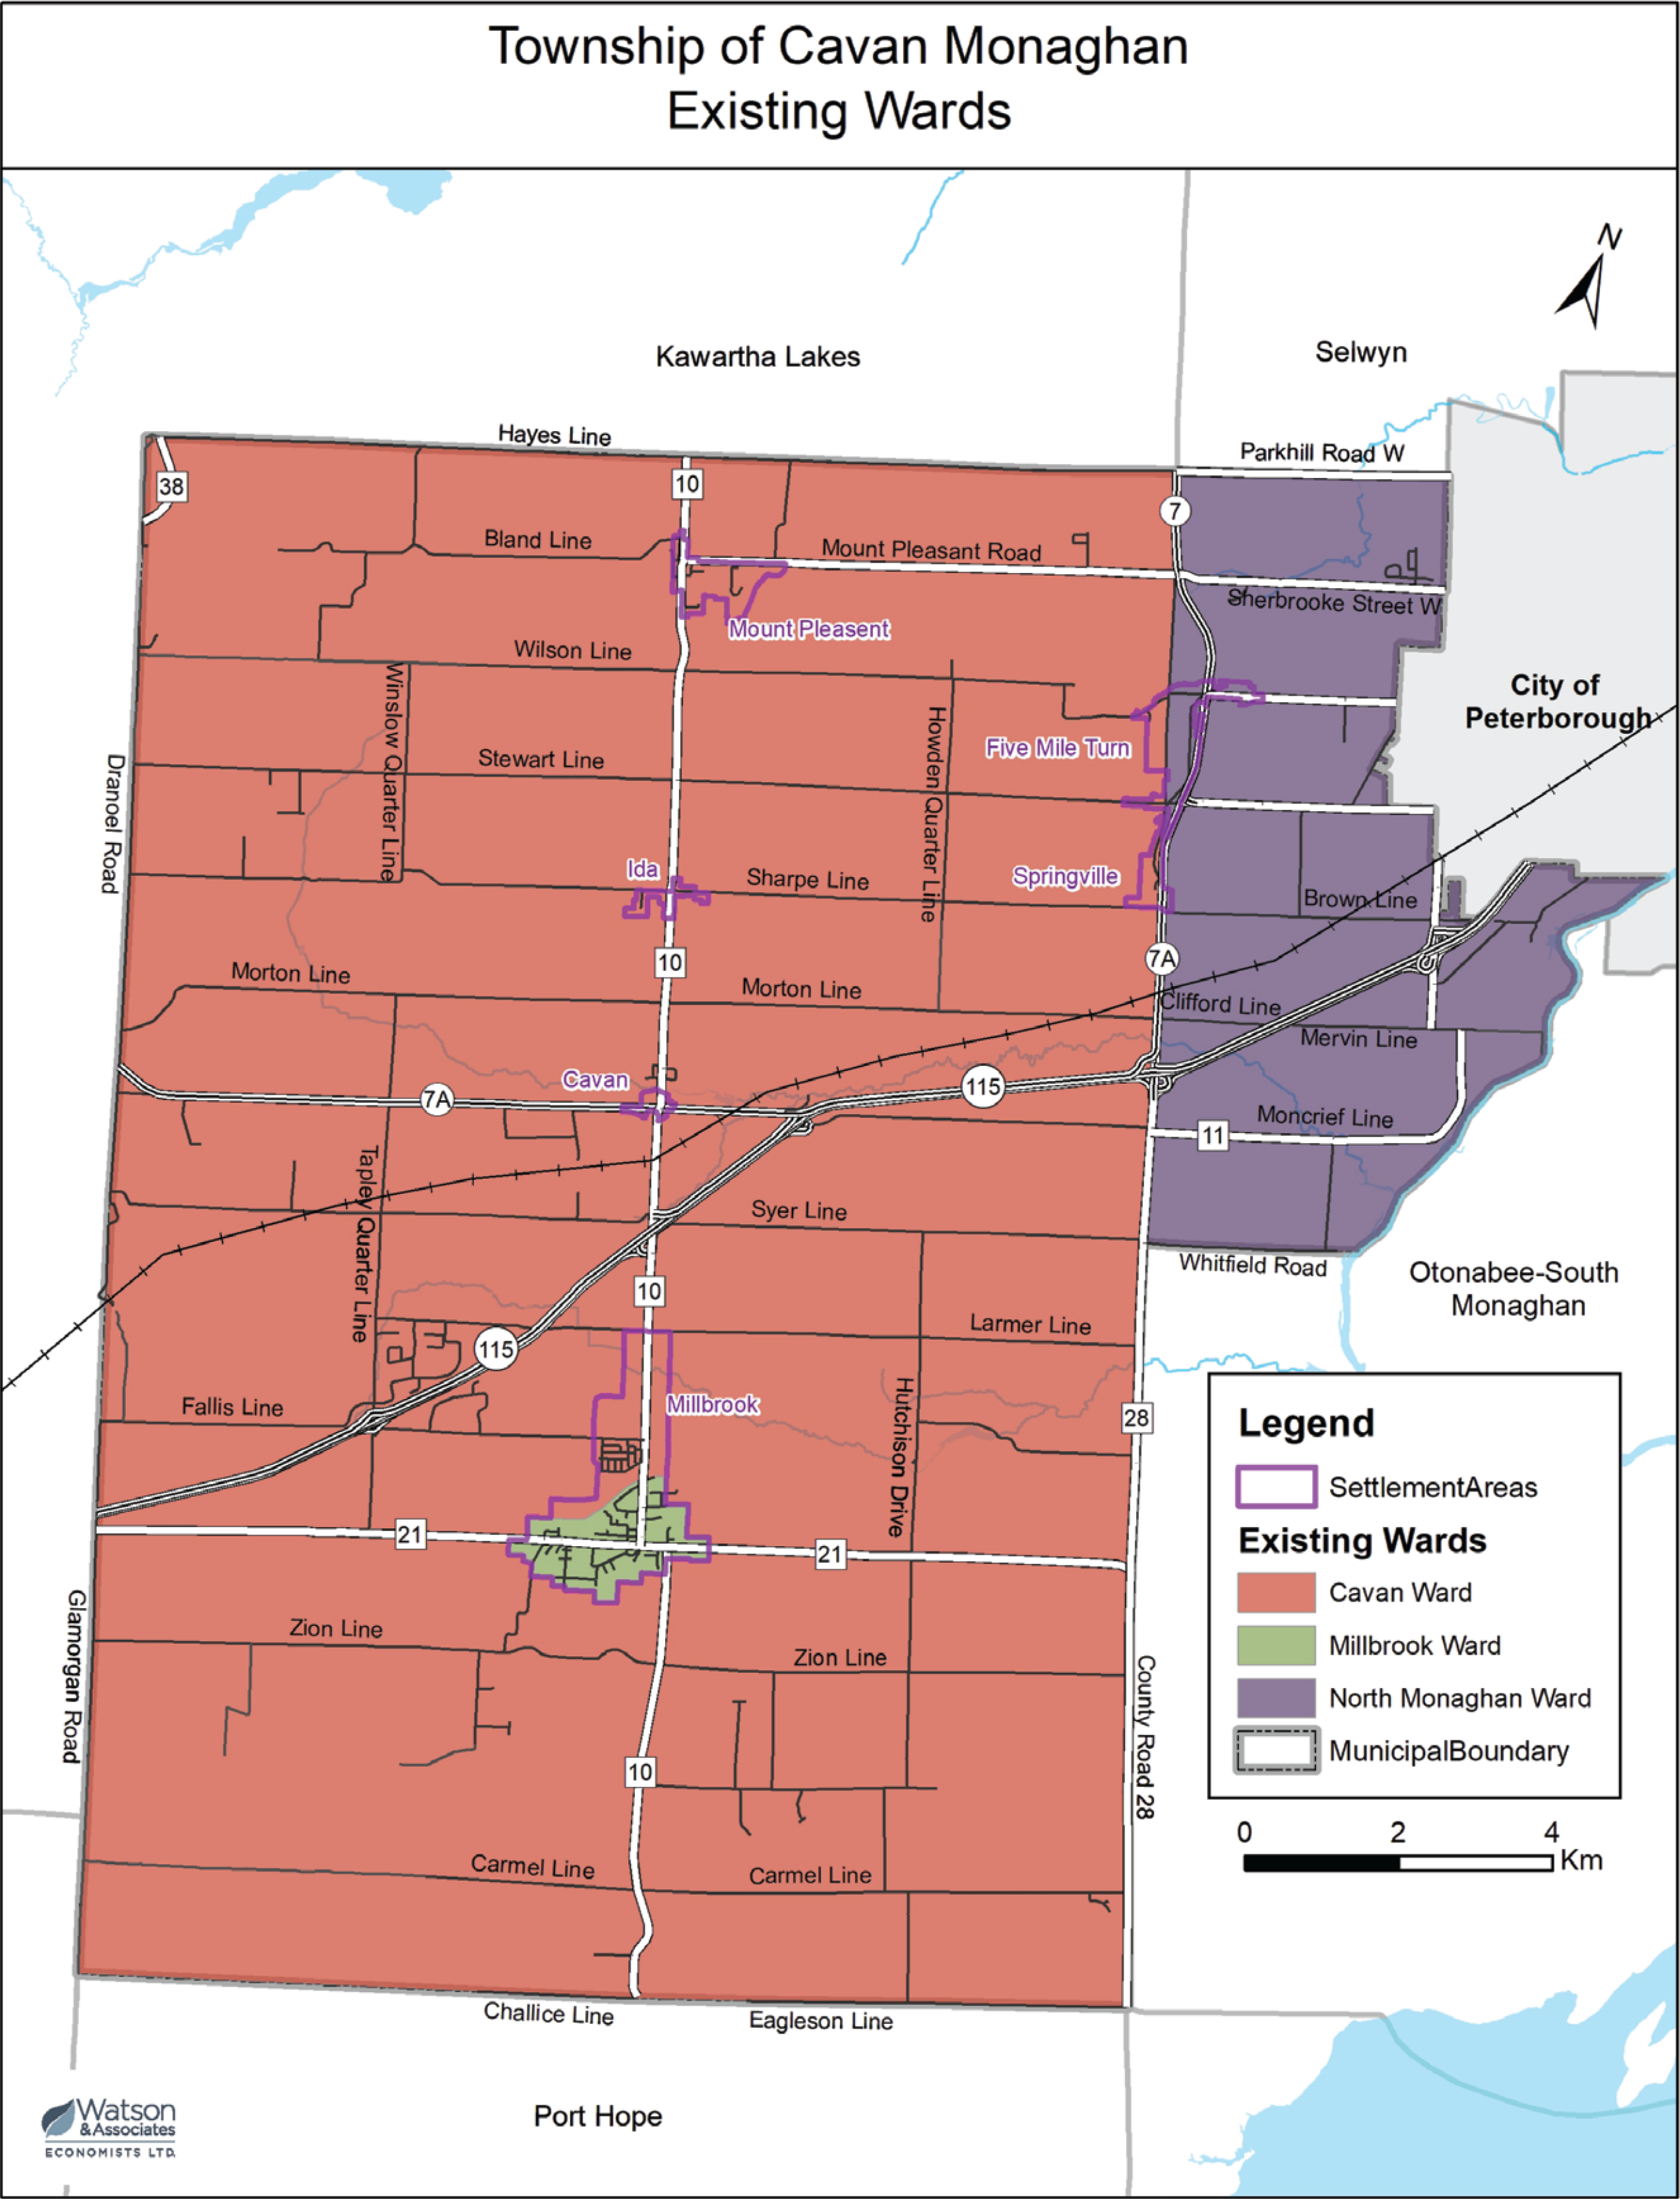 Township of Cavan Monaghan
Existing Wards
N
Kawartha Lakes
Selwyn
Hayes Line
Parkhill Road W
38
10
7
Bland Line
Mount Pleasant Road
Sherbrooke Street W
Mount Pleasent
Wilson Line
City of
Peterborough
Winslow Quarter Line
Howden Quarter Line
Five Mile Turn
Stewart Line
Dranoel Road
Ida
Sharpe Line
Springville
Brown Line
10
7A
Morton Line
Morton Line
Clifford Line
Mervin Line
Cavan
7A
115
Moncrief Line
11
Tapley Quarter Line
Syer Line
Whitfield Road
Otonabee-South
Monaghan
10
Larmer Line
115
Hutchison Drive
Fallis Line
Millbrook
28
21
21
Glamorgan Road
Zion Line
Zion Line
County Road 28
10
Carmel Line
Carmel Line
Challice Line
Eagleson Line
Port Hope
Legend
SettlementAreas
Existing Wards
Cavan Ward
Millbrook Ward
North Monaghan Ward
MunicipalBoundary
0 2 4
Km
Watson
&Associates
ECONOMISTS LTD.